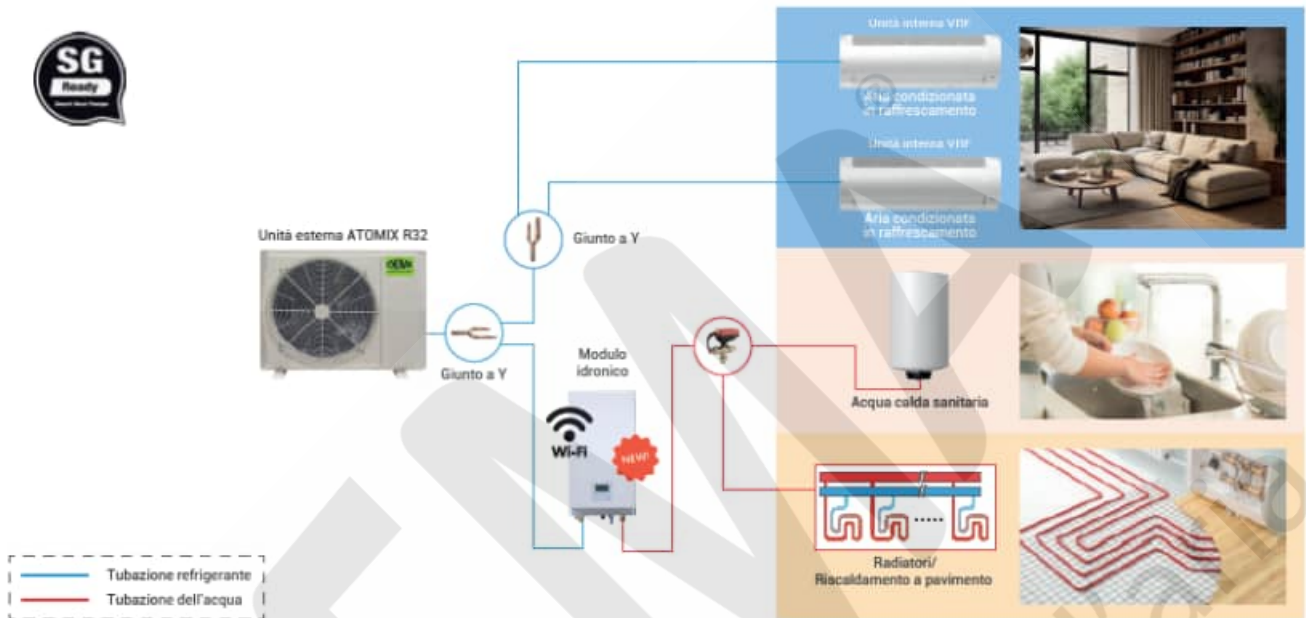 SG
Ready
Unità interna VRF
Aria condizionata
in raffrescamento
Unità interna VRF
Aria condizionata
in raffrescamento
Unità esterna ATOMIX R32
Giunto a Y
Giunto a Y
Modulo
idronico
Wi-Fi
NEW!
Acqua calda sanitaria
Radiatori/
Riscaldamento a pavimento
Tubazione refrigerante
Tubazione dell'acqua